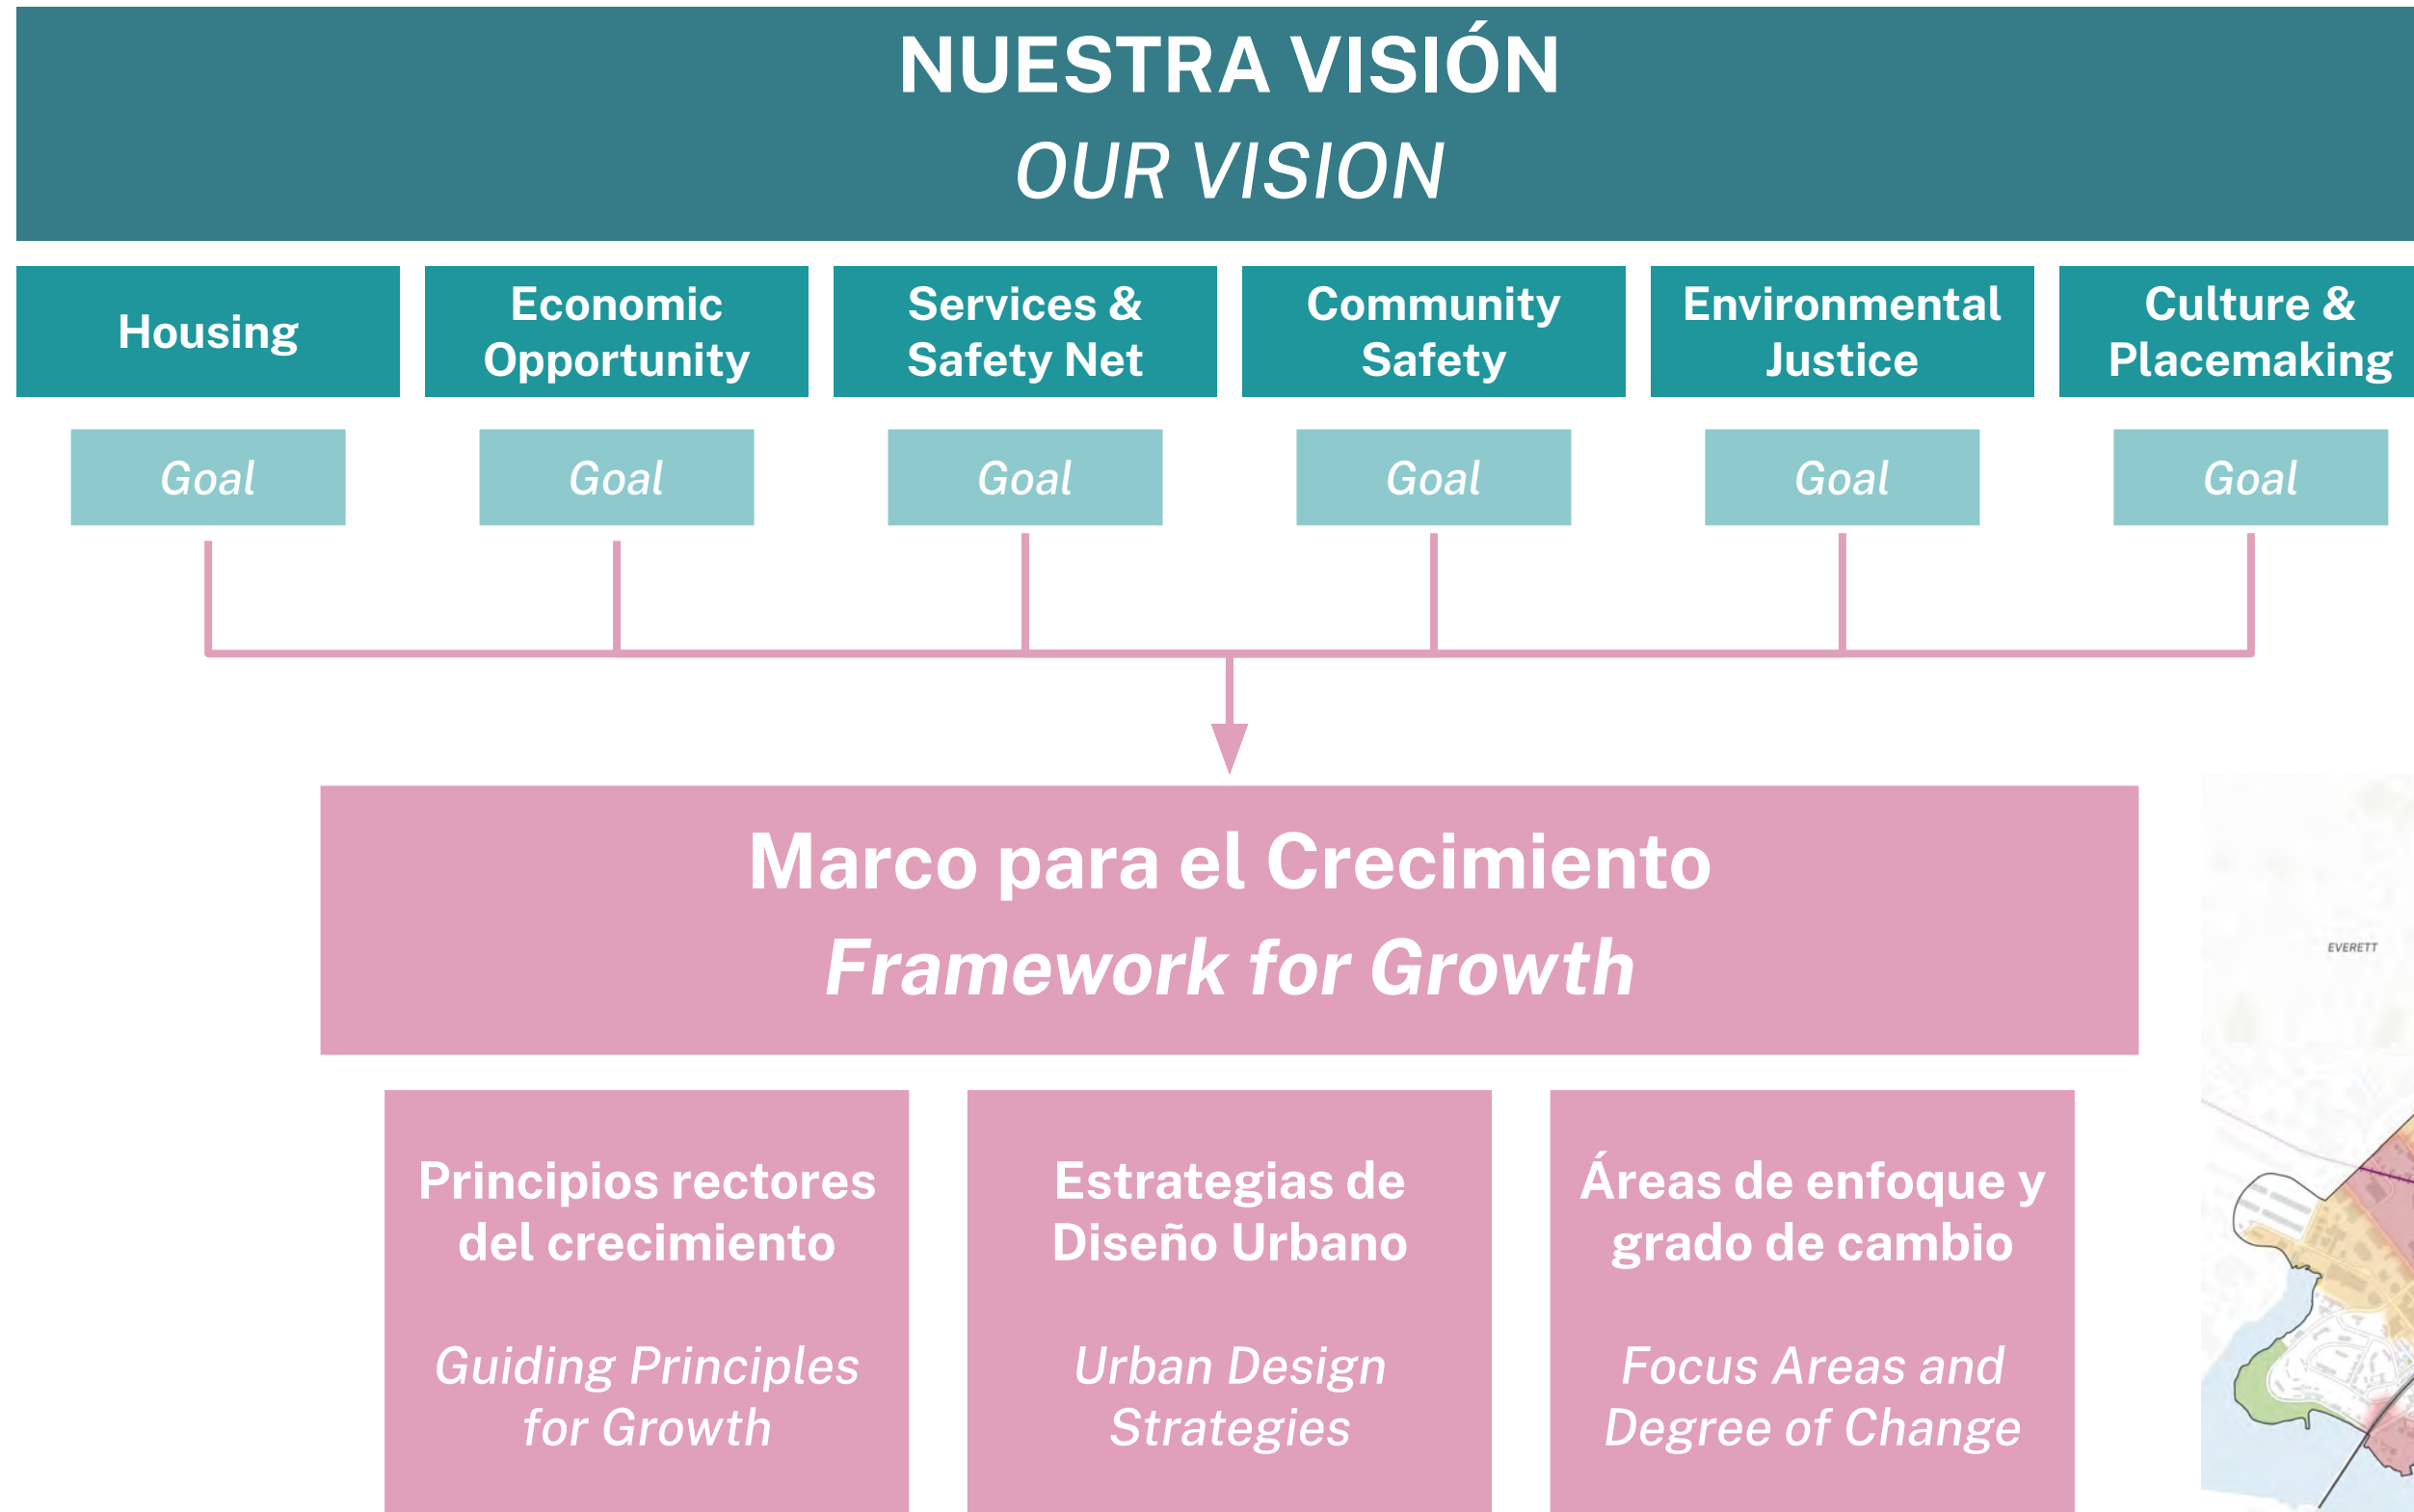 NUESTRA VISIÓN
OUR VISION
Housing
Economic
Opportunity
Services &
Safety Net
Community
Safety
Environmental
Justice
Culture &
Placemaking
Goal
Goal
Goal
Goal
Goal
Goal
Marco para el Crecimiento
Framework for Growth
EVERETT
Principios rectores
del crecimiento
Guiding Principles
for Growth
Estrategias de
Diseño Urbano
Urban Design
Strategies
Áreas de enfoque y
grado de cambio
Focus Areas and
Degree of Change